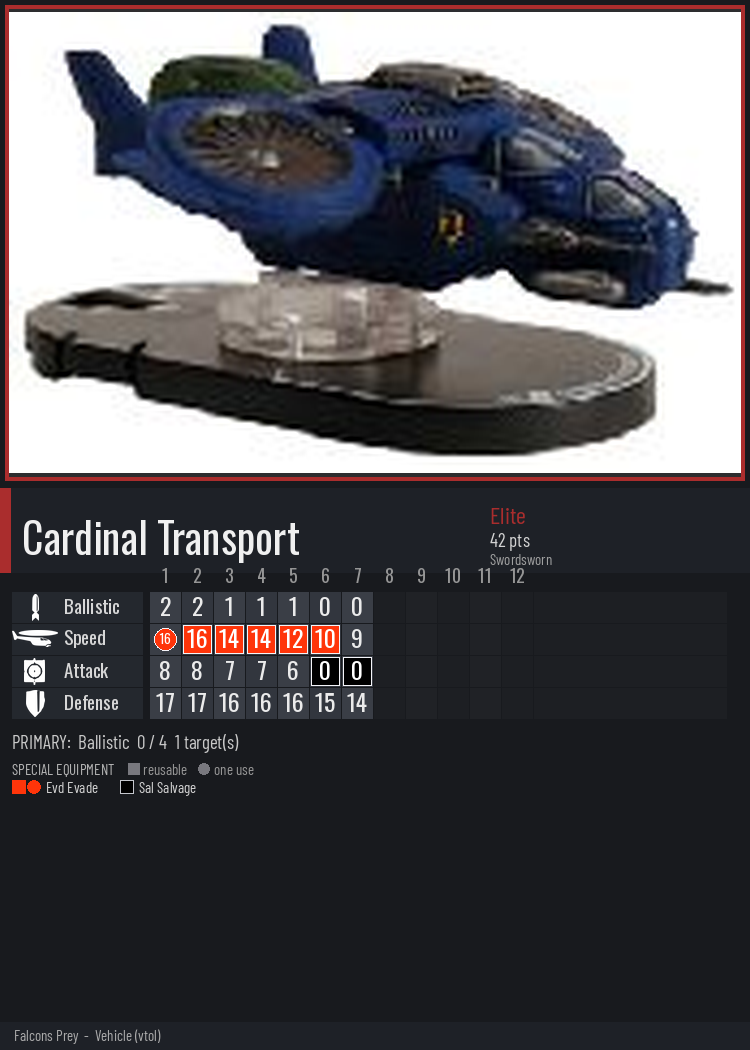 Cardinal Transport
Elite
42 pts
Swordsworn
1 2 3 4 5 6 7 8 9 10 11 12
Ballistic 2 2 1 1 1 0 0
Speed 16 16 14 14 12 10 9
Attack 8 8 7 7 6 0 0
Defense 17 17 16 16 16 15 14
PRIMARY: Ballistic 0 / 4 1 target(s)
SPECIAL EQUIPMENT reusable one use
Evd Evade Sal Salvage
Falcons Prey - Vehicle (vtol)